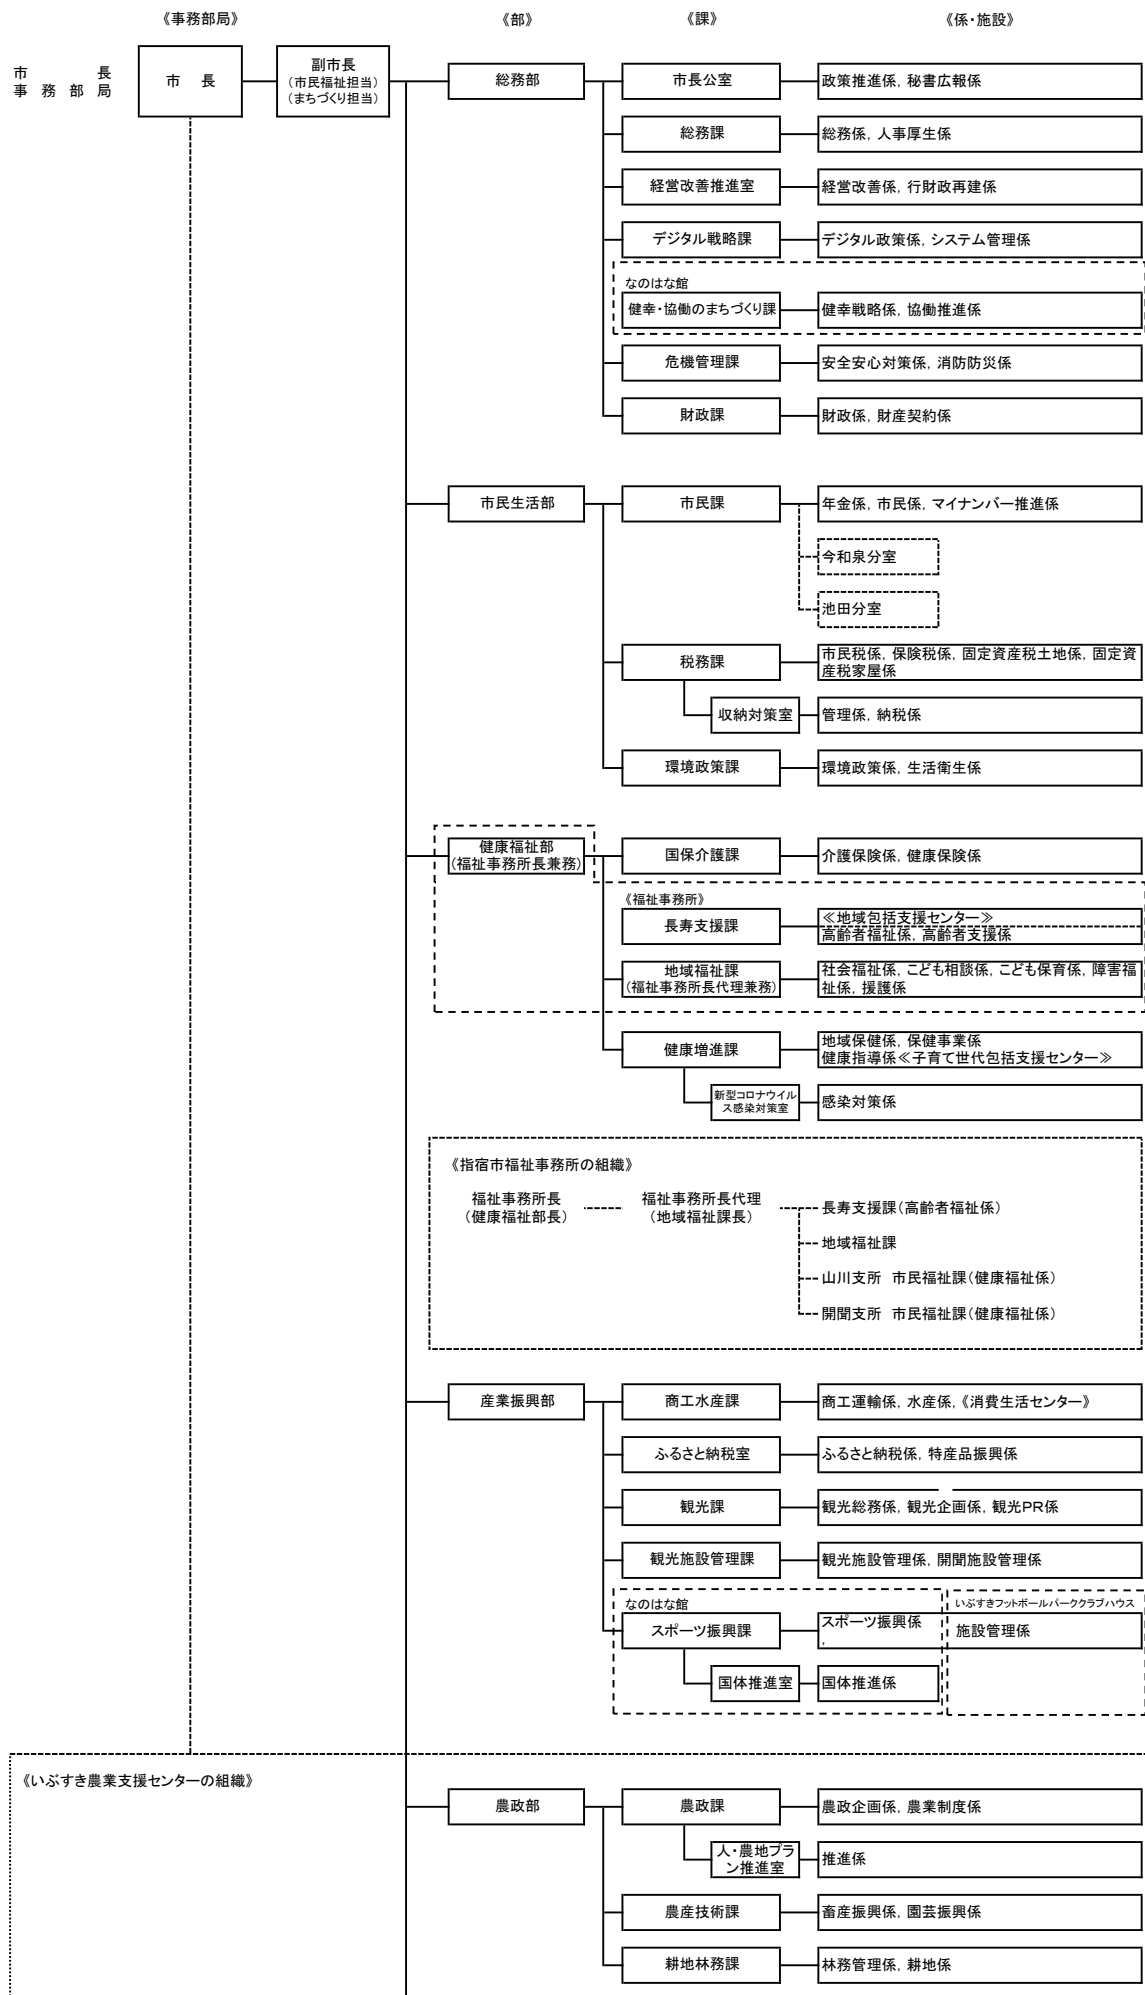 《事務部局》 《部》 《課》 《係・施設》
市長
事務部局
市 長
副市長
(市民福祉担当)
(まちづくり担当)
総務部
市長公室
政策推進係, 秘書広報係
総務課
総務係, 人事厚生係
経営改善推進室
経営改善係, 行財政再建係
デジタル戦略課
デジタル政策係, システム管理係
なのはな館
健幸・協働のまちづくり課
健幸戦略係, 協働推進係
危機管理課
安全安心対策係, 消防防災係
財政課
財政係, 財産契約係
市民生活部
市民課
年金係, 市民係, マイナンバー推進係
今和泉分室
池田分室
税務課
市民税係, 保険税係, 固定資産税土地係, 固定資
産税家屋係
収納対策室
管理係, 納税係
環境政策課
環境政策係, 生活衛生係
健康福祉部
(福祉事務所長兼務)
国保介護課
介護保険係, 健康保険係
《福祉事務所》
長寿支援課
≪地域包括支援センター≫
高齢者福祉係, 高齢者支援係
地域福祉課
(福祉事務所長代理兼務)
社会福祉係, こども相談係, こども保育係, 障害福
祉係, 援護係
健康増進課
地域保健係, 保健事業係
健康指導係≪子育て世代包括支援センター≫
新型コロナウイル
ス感染対策室
感染対策係
《指宿市福祉事務所の組織》
福祉事務所長
(健康福祉部長)
福祉事務所長代理
(地域福祉課長)
長寿支援課(高齢者福祉係)
地域福祉課
山川支所 市民福祉課(健康福祉係)
開聞支所 市民福祉課(健康福祉係)
産業振興部
商工水産課
商工運輸係, 水産係, 《消費生活センター》
ふるさと納税室
ふるさと納税係, 特産品振興係
観光課
観光総務係, 観光企画係, 観光PR係
観光施設管理課
観光施設管理係, 開聞施設管理係
なのはな館
いぶすきフットボールパーククラブハウス
スポーツ振興課
スポーツ振興係
,
施設管理係
国体推進室
国体推進係
《いぶすき農業支援センターの組織》
農政部
農政課
農政企画係, 農業制度係
人・農地プラ
ン推進室
推進係
農産技術課
畜産振興係, 園芸振興係
耕地林務課
林務管理係, 耕地係